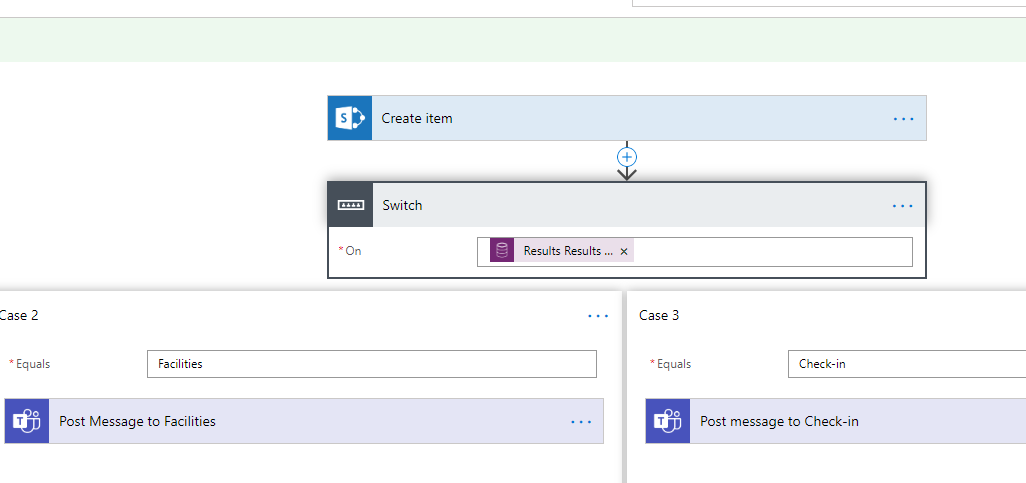 Create item
Switch
*On
Results Results ...
Case 2
Case 3
*Equals
Facilities
*Equals
Check-in
Post Message to Facilities
Post message to Check-in